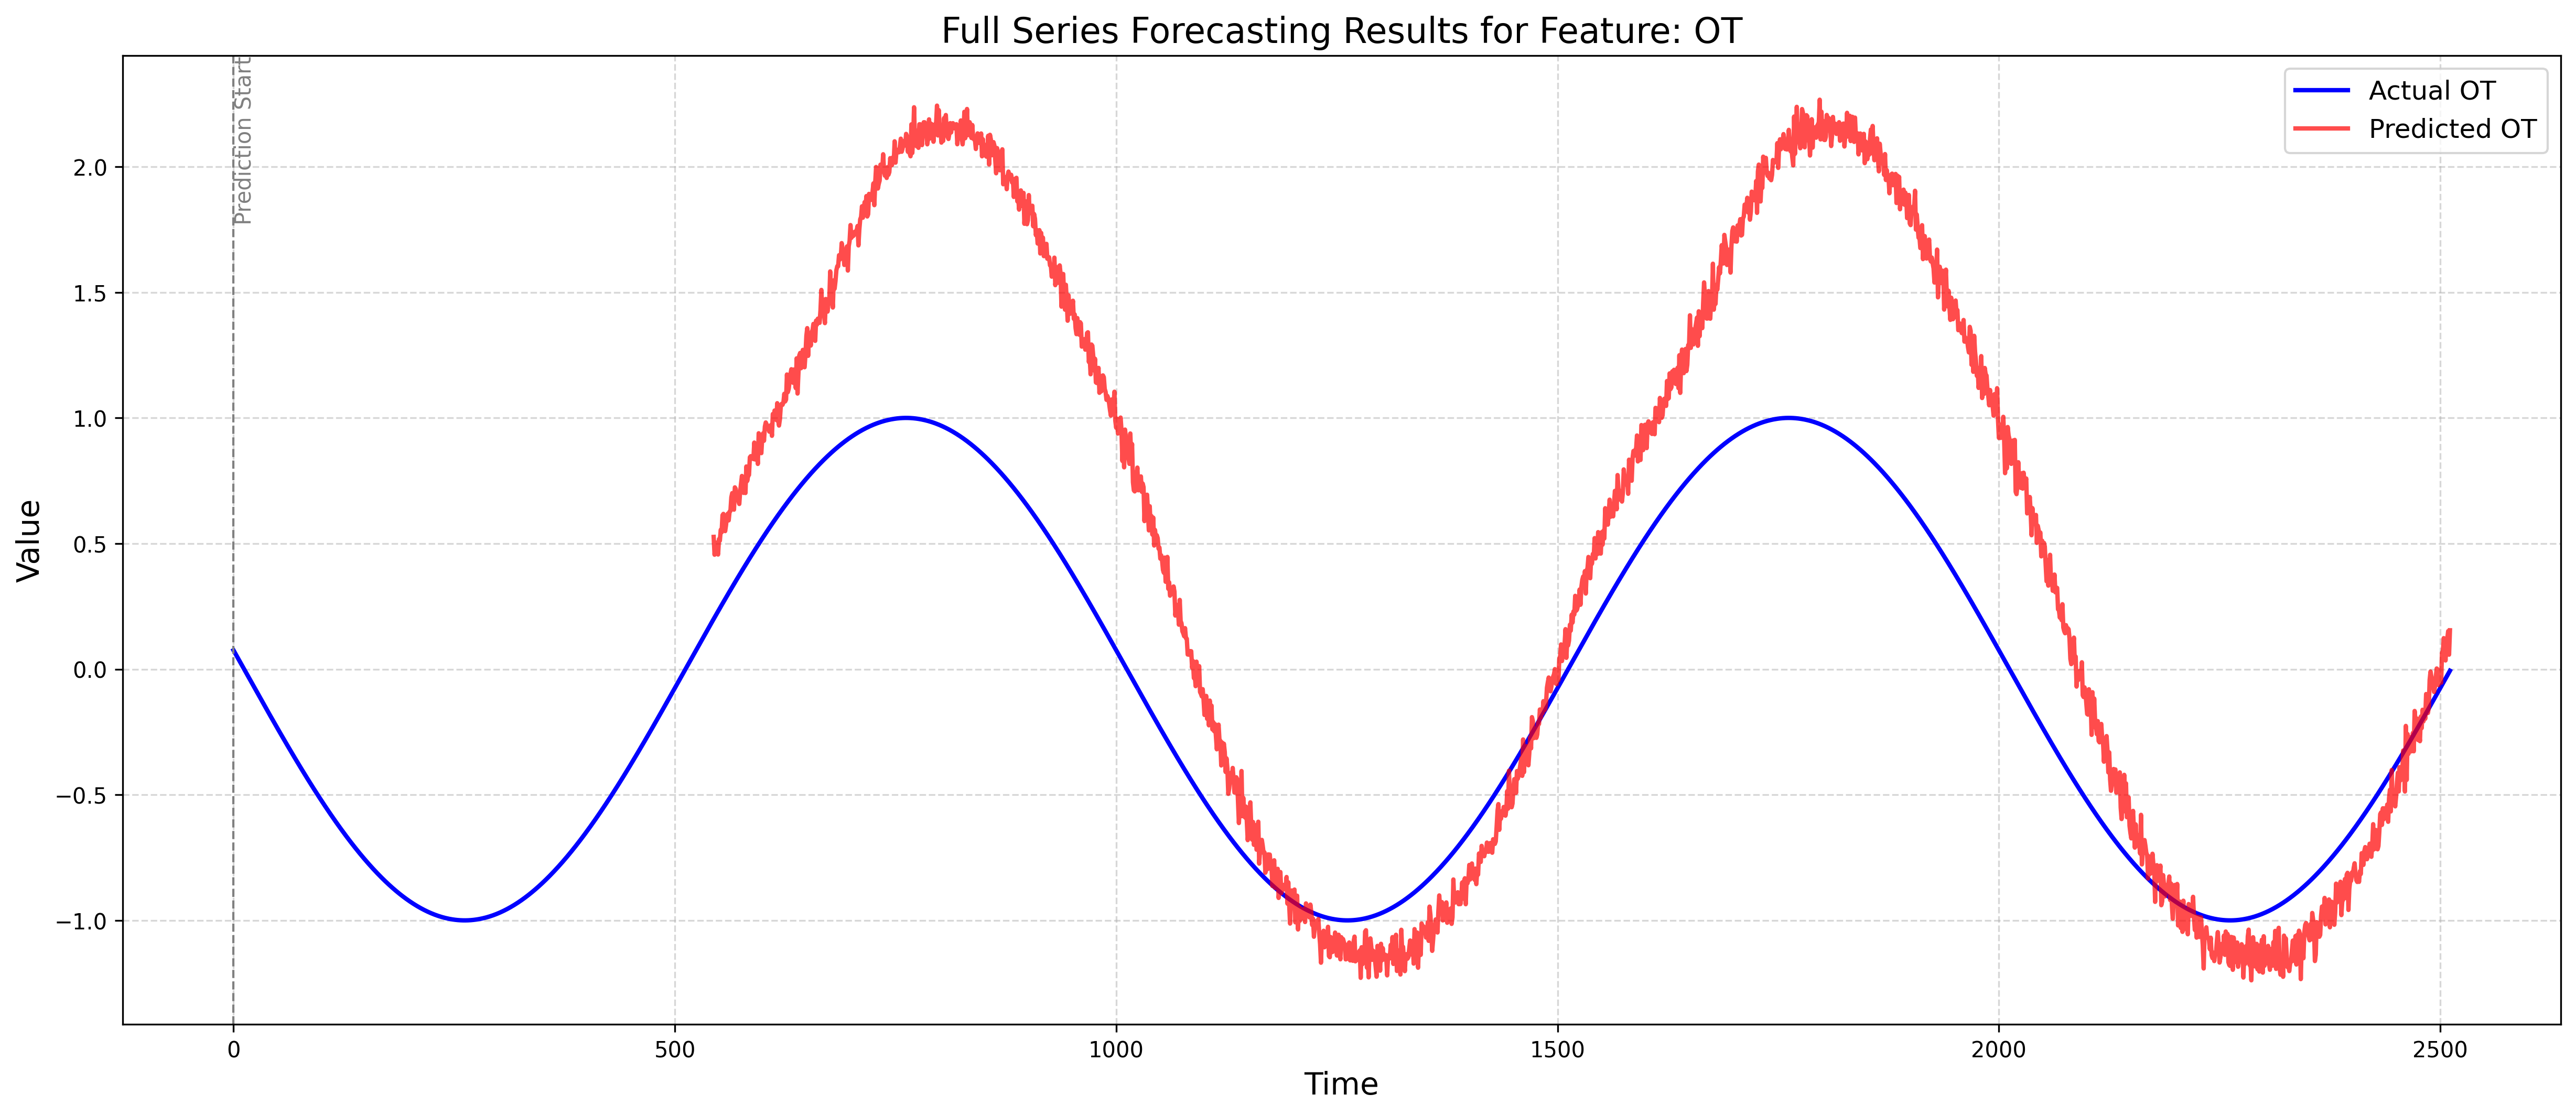 Full Series Forecasting Results for Feature: OT
Prediction Start
Actual OT
Predicted OT
Value
2.0
1.5
1.0
0.5
0.0
−0.5
−1.0
0
500
1000
1500
2000
2500
Time